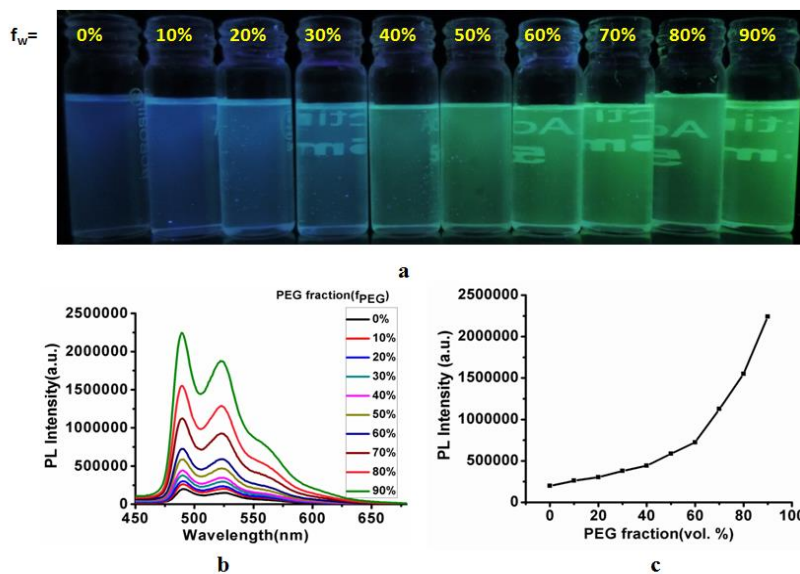 fw= 0% 10% 20% 30% 40% 50% 60% 70% 80% 90%
a
PEG fraction(fPEG)
0%
10%
20%
30%
40%
50%
60%
70%
80%
90%
2500000
2000000
1500000
1000000
500000
0
PL Intensity(a.u.)
450 500 550 600 650
Wavelength(nm)
b
2500000
2000000
1500000
1000000
500000
0
PL Intensity (a.u.)
0 20 40 60 80 100
PEG fraction(vol. %)
c